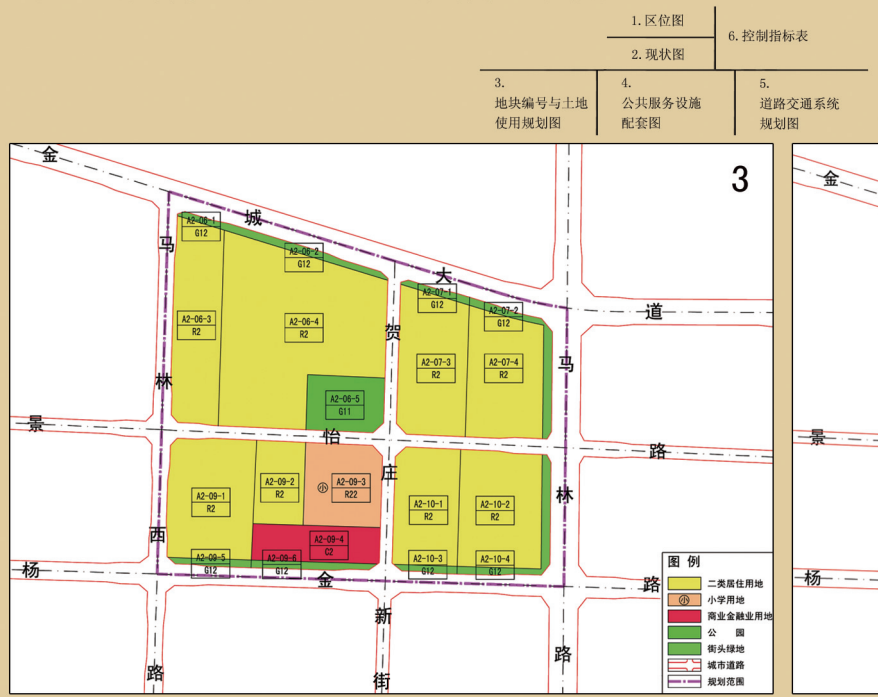 1. 区位图
2. 现状图
6. 控制指标表
3.
地块编号与土地
使用规划图
4.
公共服务设施
配套图
5.
道路交通系统
规划图
3
金
城
大
道
马
林
西
路
贺
庄
新
街
马
林
路
景
怡
路
杨
金
路
A2-06-1
G12
A2-06-2
G12
A2-06-3
R2
A2-06-4
R2
A2-06-5
G11
A2-07-1
G12
A2-07-2
G12
A2-07-3
R2
A2-07-4
R2
A2-09-1
R2
A2-09-2
R2
小
A2-09-3
R22
A2-09-4
C2
A2-09-5
G12
A2-09-6
G12
A2-10-1
R2
A2-10-2
R2
A2-10-3
G12
A2-10-4
G12
图 例
二类居住用地
小
小学用地
商业金融业用地
公 园
街头绿地
城市道路
规划范围
金
景
杨